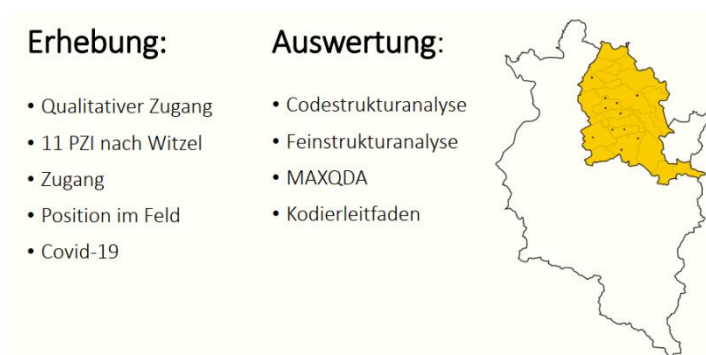 Erhebung:
• Qualitativer Zugang
• 11 PZI nach Witzel
• Zugang
• Position im Feld
• Covid-19
Auswertung:
• Codestrukturanalyse
• Feinstrukturanalyse
• MAXQDA
• Kodierleitfaden